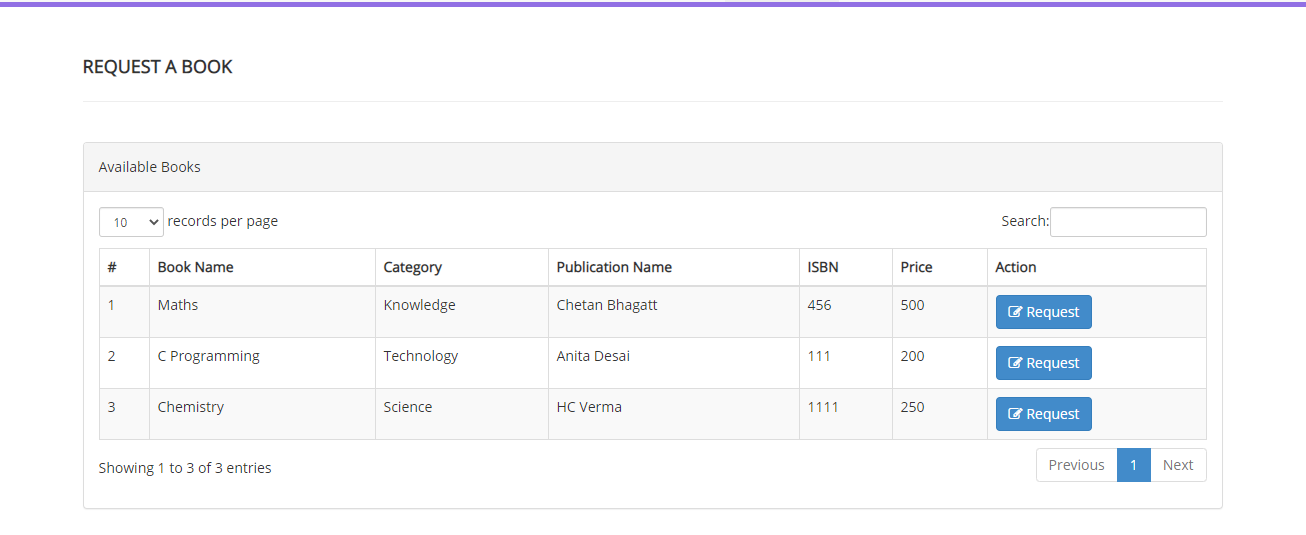 REQUEST A BOOK
Available Books
10 records per page Search:
# Book Name Category Publication Name ISBN Price Action
1 Maths Knowledge Chetan Bhagatt 456 500 Request
2 C Programming Technology Anita Desai 111 200 Request
3 Chemistry Science HC Verma 1111 250 Request
Showing 1 to 3 of 3 entries Previous 1 Next